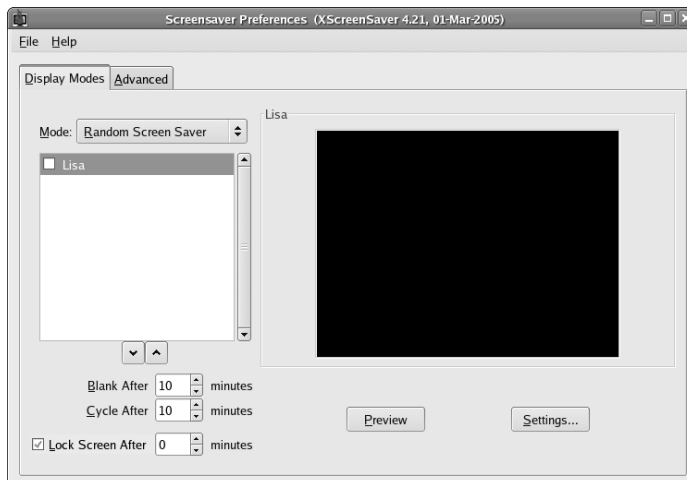 Screensaver Preferences (XScreenSaver 4.21, 01-Mar-2005)
File Help
Display Modes Advanced
Mode: Random Screen Saver
Lisa
Lisa
Blank After 10 minutes
Cycle After 10 minutes
Lock Screen After 0 minutes
Preview Settings...